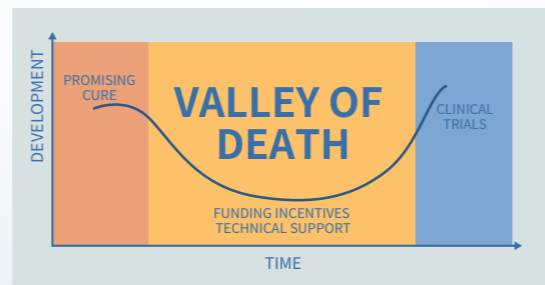 DEVELOPMENT
PROMISING
CURE
VALLEY OF
DEATH
CLINICAL
TRIALS
FUNDING INCENTIVES
TECHNICAL SUPPORT
TIME